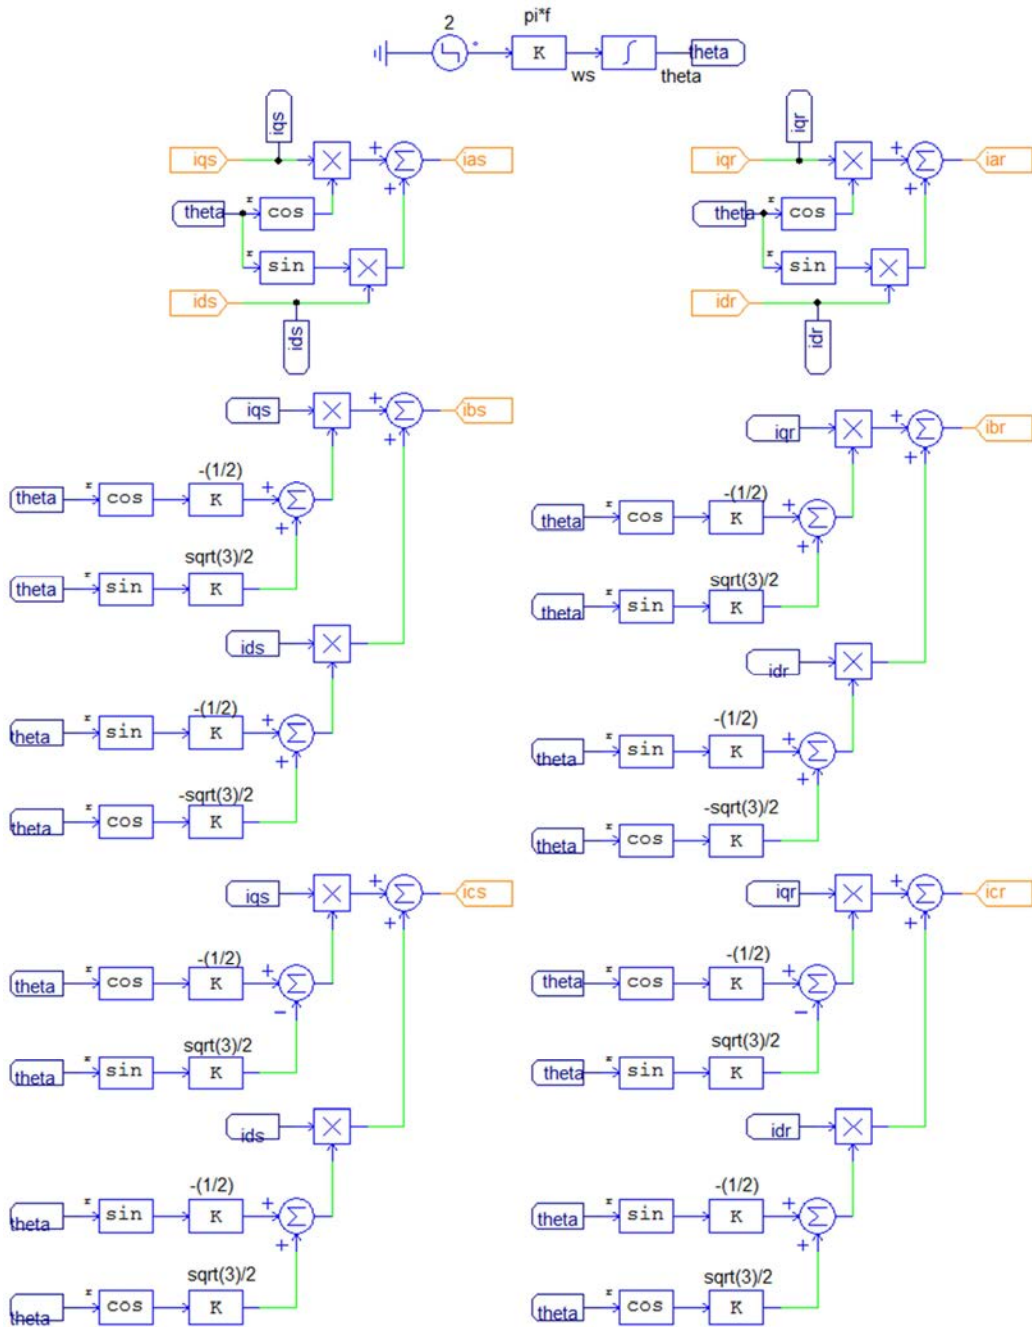 2 pi*f
K ∫ theta
ws theta
iqs iqr
iqs × Σ ias iqr × Σ iar
+ + + +
theta cos theta cos
sin × sin ×
ids idr
ids idr
iqs × Σ ibs
+ +
iqr × Σ ibr
+ +
-(1/2)
theta cos K Σ
+ +
-(1/2)
theta cos K Σ
+ +
sqrt(3)/2
theta sin K
sqrt(3)/2
theta sin K
ids ×
idr ×
-(1/2)
theta sin K Σ
+ +
-(1/2)
theta sin K Σ
+ +
-sqrt(3)/2
theta cos K
-sqrt(3)/2
theta cos K
iqs × Σ ics iqr × Σ icr
+ + + +
-(1/2) -(1/2)
theta cos K Σ theta cos K Σ
+ − + −
sqrt(3)/2 sqrt(3)/2
theta sin K theta sin K
ids × idr ×
-(1/2) -(1/2)
theta sin K Σ theta sin K Σ
+ + + +
sqrt(3)/2 sqrt(3)/2
theta cos K theta cos K